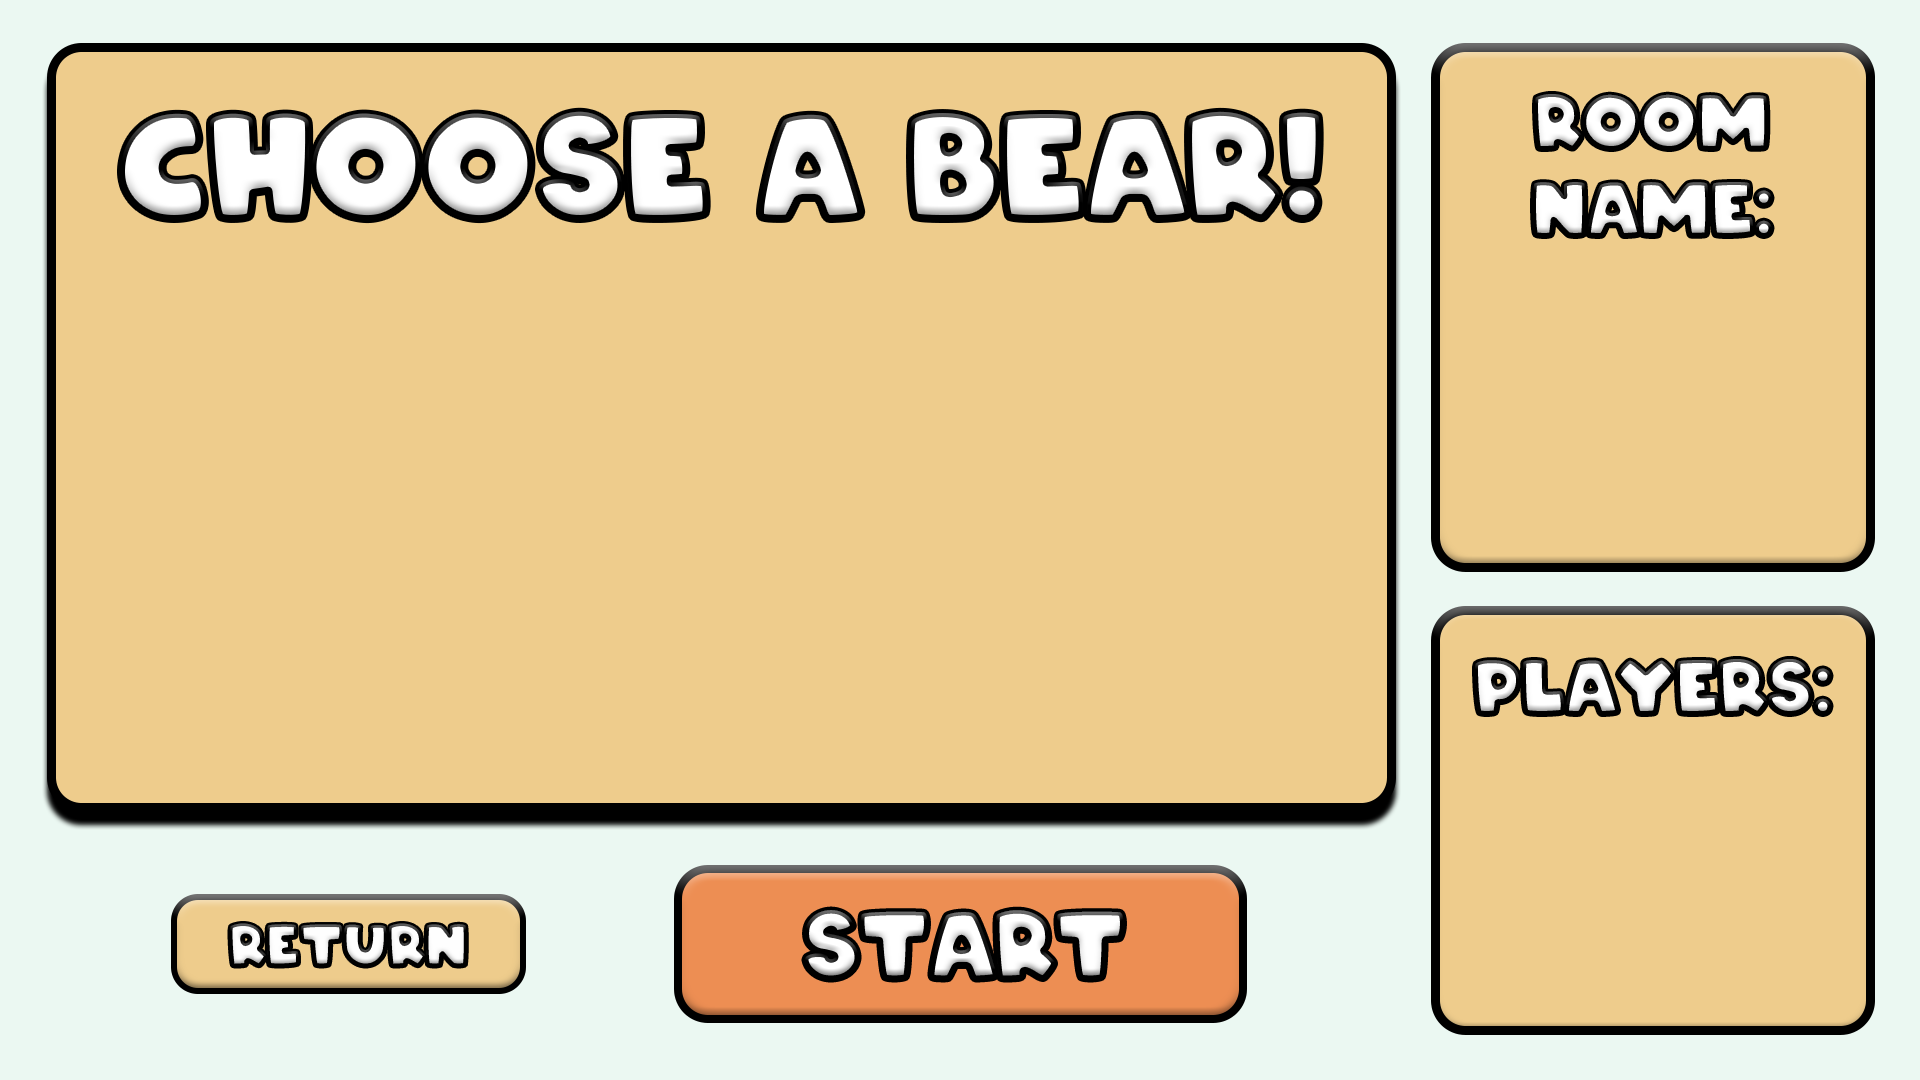 CHOOSE A BEAR!
ROOM
NAME:
PLAYERS:
RETURN
START